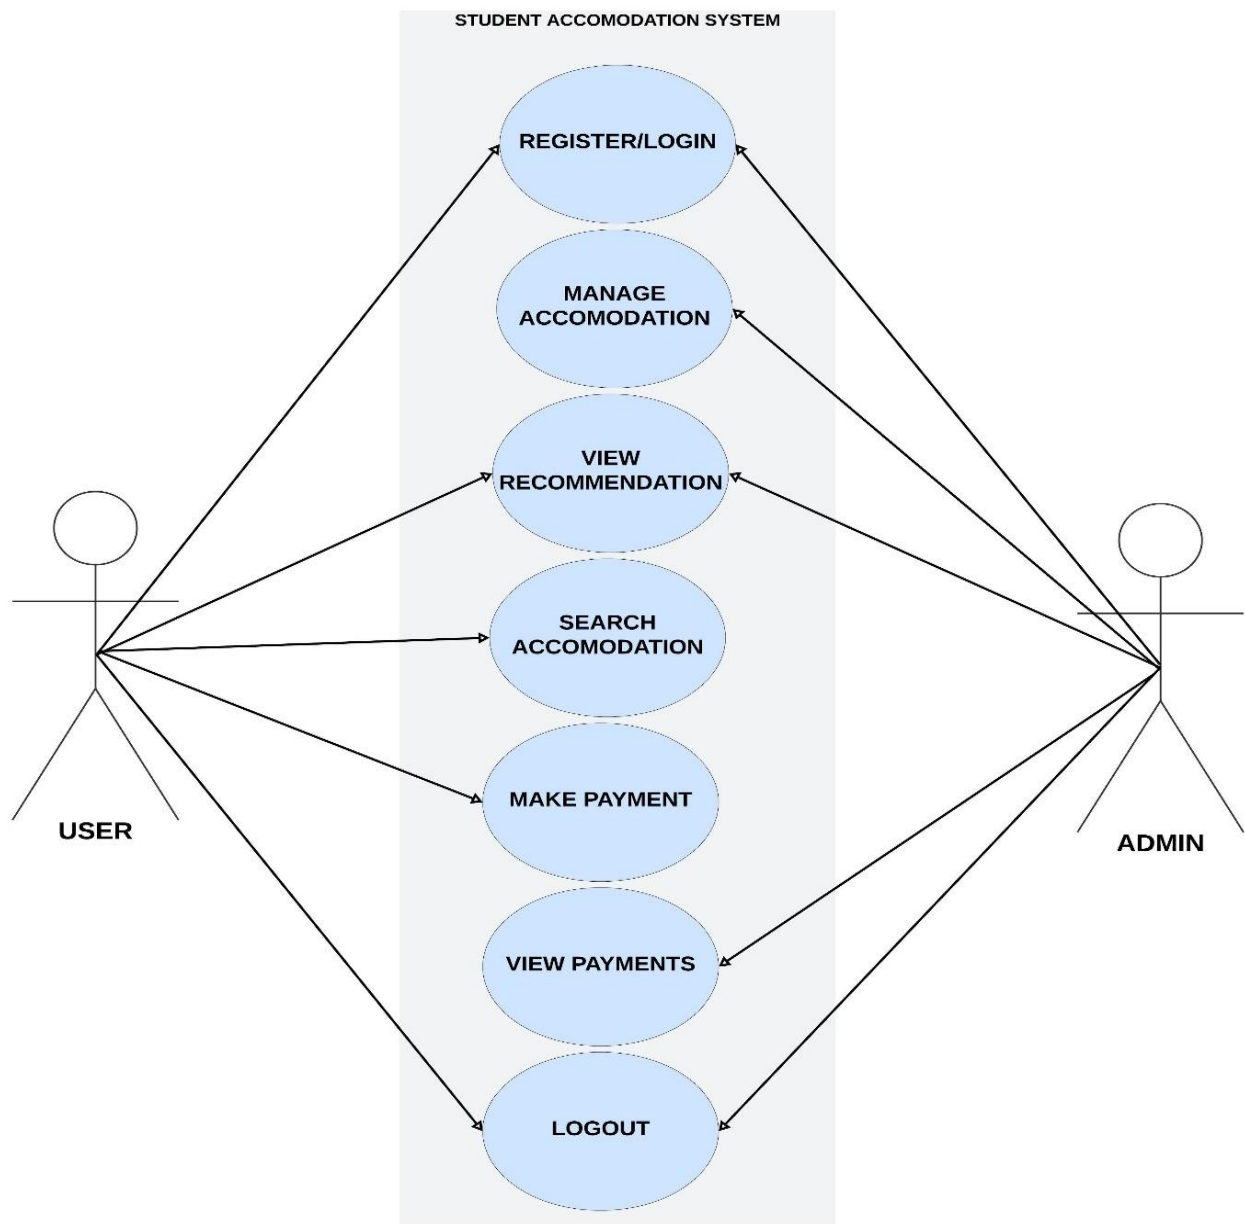 STUDENT ACCOMODATION SYSTEM
REGISTER/LOGIN
MANAGE
ACCOMODATION
VIEW
RECOMMENDATION
SEARCH
ACCOMODATION
MAKE PAYMENT
USER
ADMIN
VIEW PAYMENTS
LOGOUT